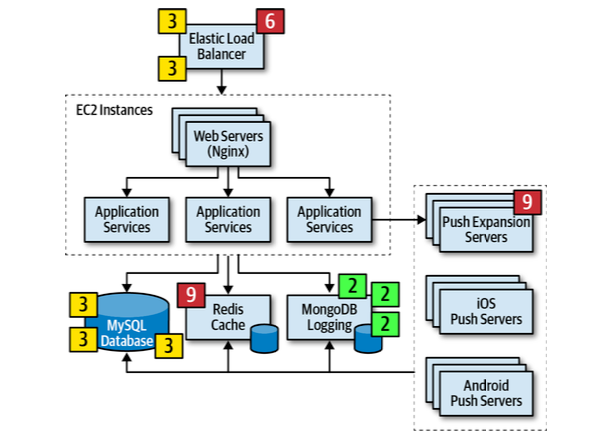 3
6
Elastic Load
Balancer
3
EC2 Instances
Web Servers
(Nginx)
Application
Services
Application
Services
Application
Services
9
Push Expansion
Servers
iOS
Push Servers
Android
Push Servers
3
MySQL
Database
3
3
9
Redis
Cache
2
2
MongoDB
Logging
2